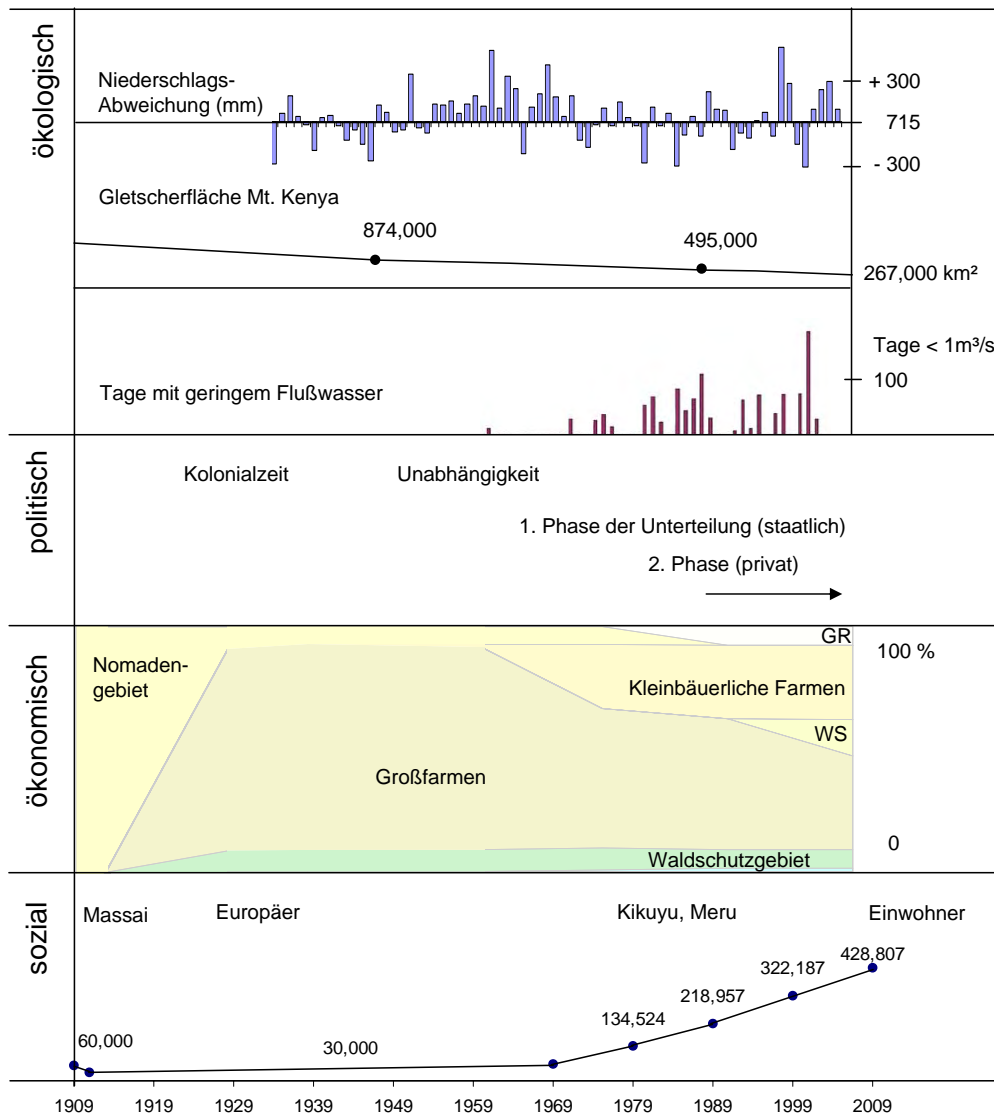 ökologisch
Niederschlags-
Abweichung (mm)
+ 300
715
- 300
Gletscherfläche Mt. Kenya
874,000
495,000
267,000 km²
Tage < 1m³/s
100
Tage mit geringem Flußwasser
politisch
Kolonialzeit Unabhängigkeit
1. Phase der Unterteilung (staatlich)
2. Phase (privat)
ökonomisch
GR
100 %
Nomaden-
gebiet
Kleinbäuerliche Farmen
WS
Großfarmen
0
Waldschutzgebiet
sozial
Massai Europäer Kikuyu, Meru Einwohner
428,807
322,187
218,957
134,524
60,000 30,000
1909 1919 1929 1939 1949 1959 1969 1979 1989 1999 2009